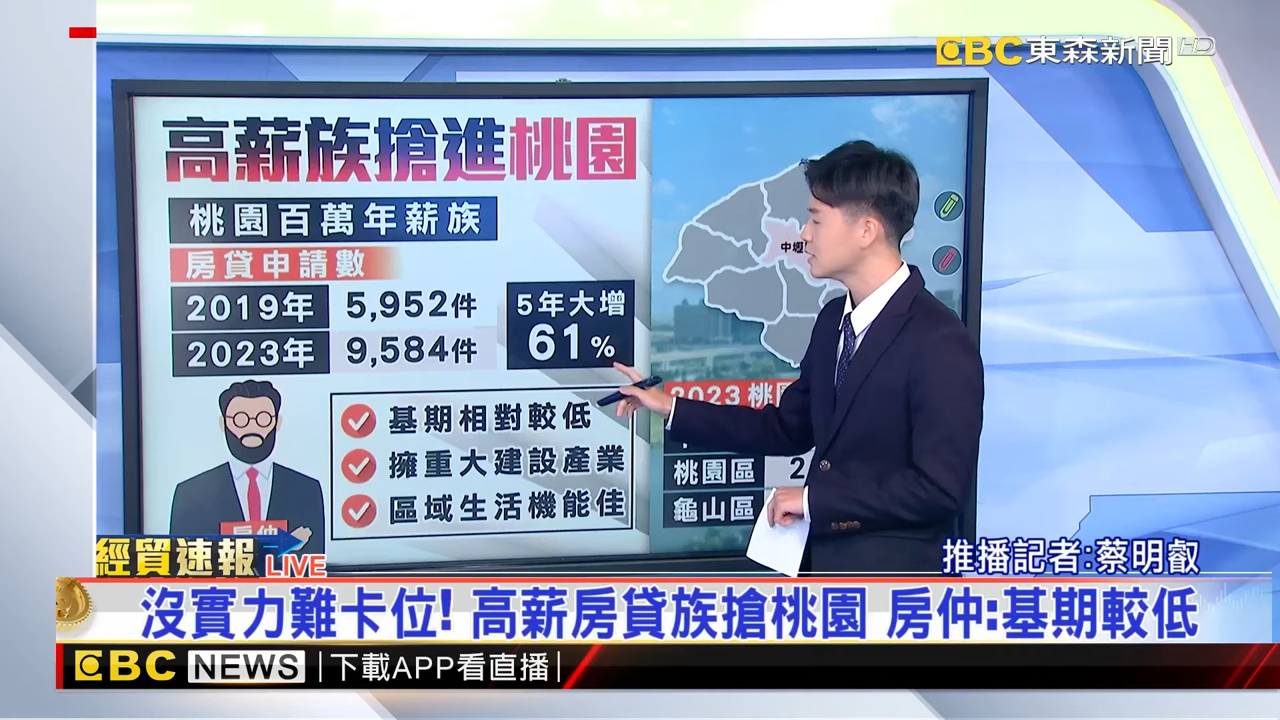 EBC 東森新聞 HD
高薪族搶進桃園
桃園百萬年薪族
房貸申請數
2019年 5,952件
2023年 9,584件
5年大增
61%
基期相對較低
擁重大建設產業
區域生活機能佳
房仲
中壢
2023 桃園
桃園區 2
龜山區
經貿速報 LIVE
推播記者:蔡明叡
沒實力難卡位! 高薪房貸族搶桃園 房仲:基期較低
EBC NEWS 下載APP看直播